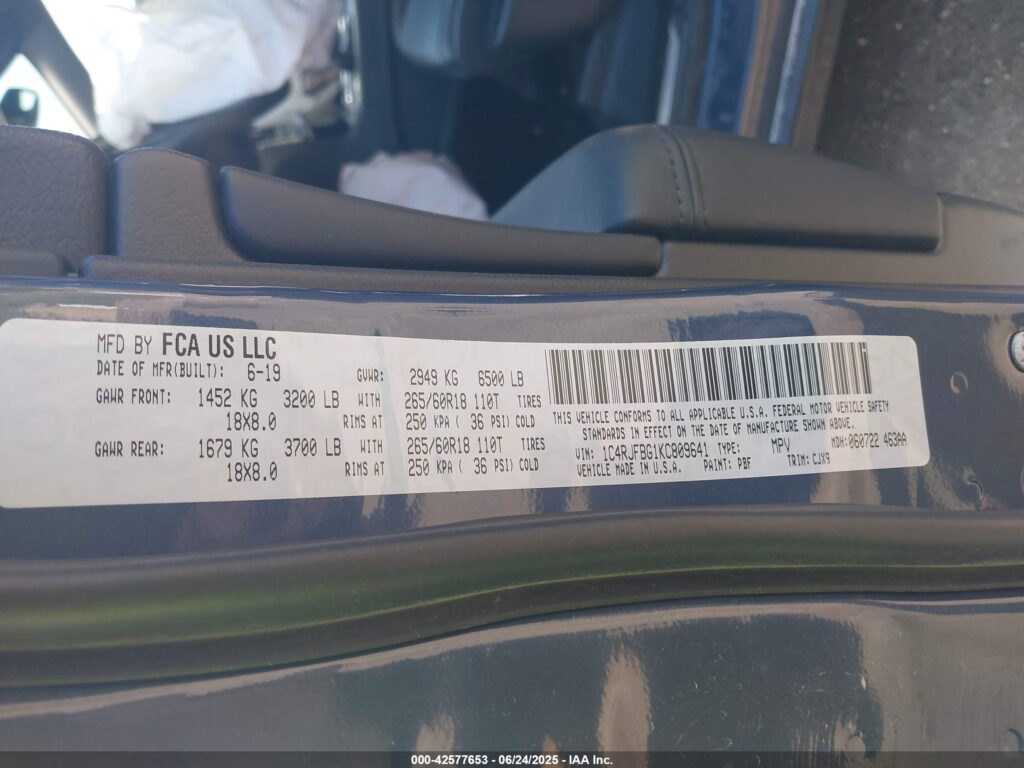 MFD BY FCA US LLC
DATE OF MFR(BUILT): 6-19 GVWR: 2949 KG 6500 LB
GAWR FRONT: 1452 KG 3200 LB WITH 265/60R18 110T TIRES
18X8.0 RIMS AT 250 KPA ( 36 PSI) COLD
GAWR REAR: 1679 KG 3700 LB WITH 265/60R18 110T TIRES
18X8.0 RIMS AT 250 KPA ( 36 PSI) COLD
THIS VEHICLE CONFORMS TO ALL APPLICABLE U.S.A. FEDERAL MOTOR VEHICLE SAFETY
STANDARDS IN EFFECT ON THE DATE OF MANUFACTURE SHOWN ABOVE.
VIN: 1C4RJFBG1KC809641 TYPE: MPV MDH: 060722 463AA
VEHICLE MADE IN U.S.A. PAINT: PBF TRIM: CJX9
000-42577653 - 06/24/2025 - IAA Inc.